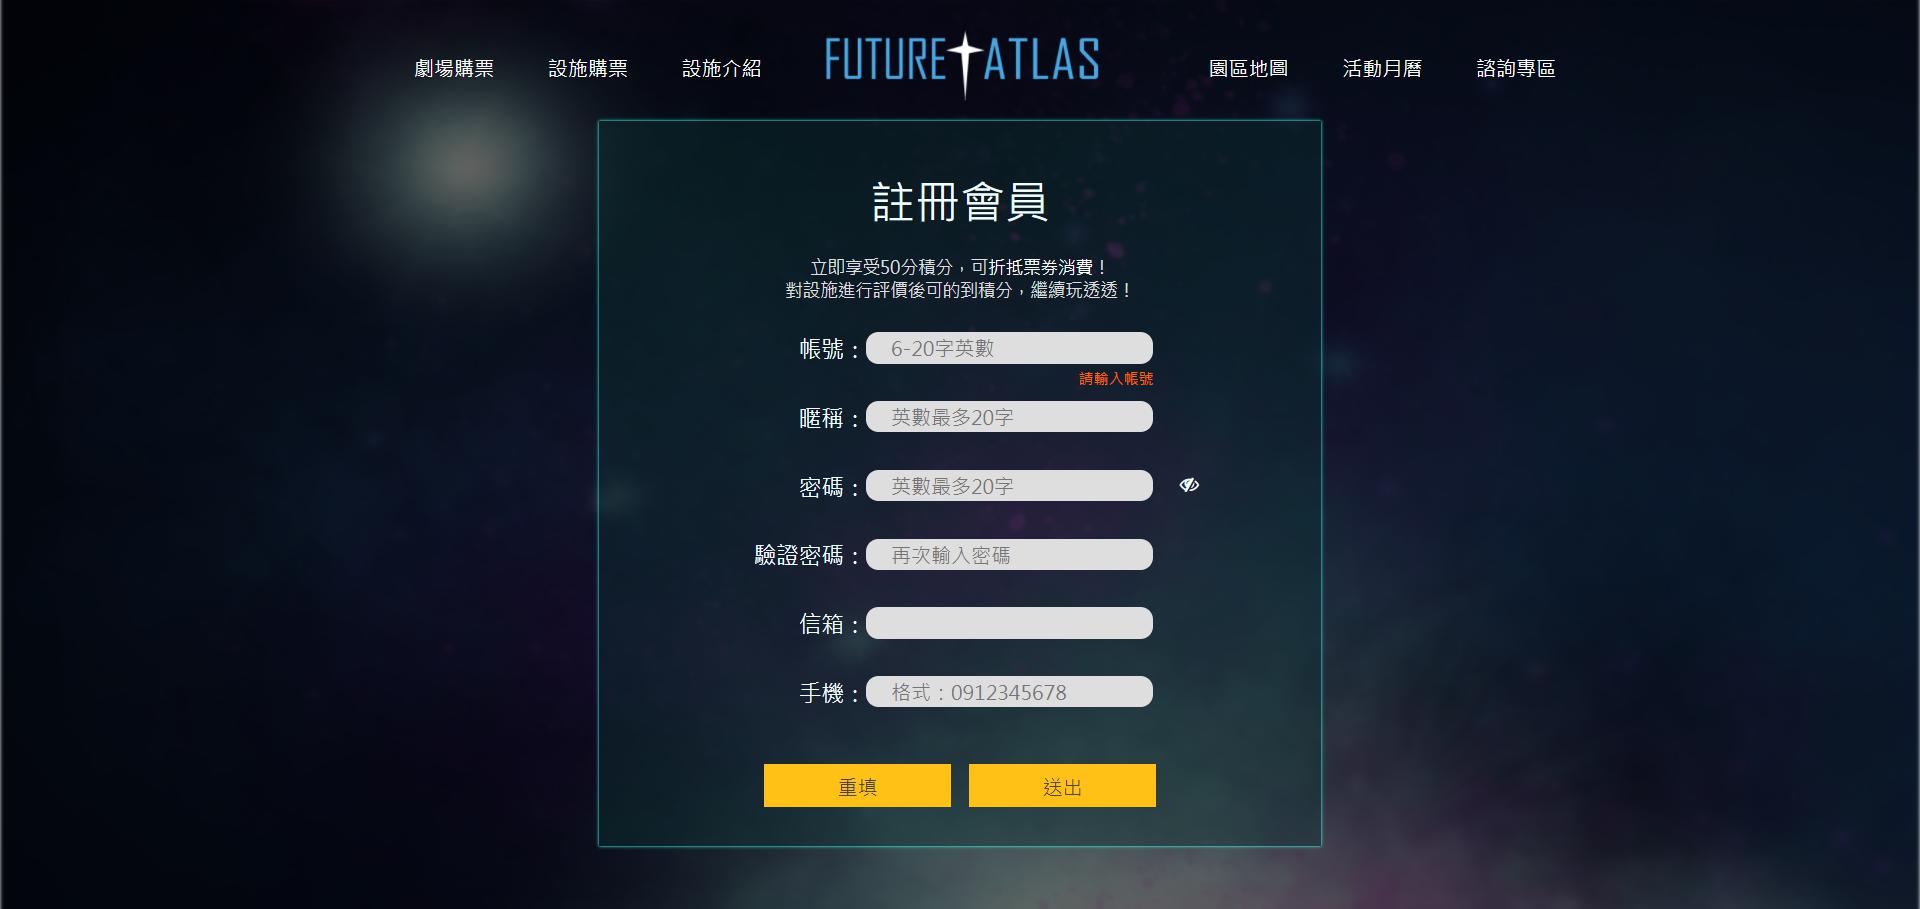 劇場購票 設施購票 設施介紹 FUTURE ATLAS 園區地圖 活動月曆 諮詢專區
註冊會員
立即享受50分積分，可折抵票券消費！
對設施進行評價後可的到積分，繼續玩透透！
帳號： 6-20字英數
請輸入帳號
暱稱： 英數最多20字
密碼： 英數最多20字
驗證密碼： 再次輸入密碼
信箱：
手機： 格式：0912345678
重填 送出